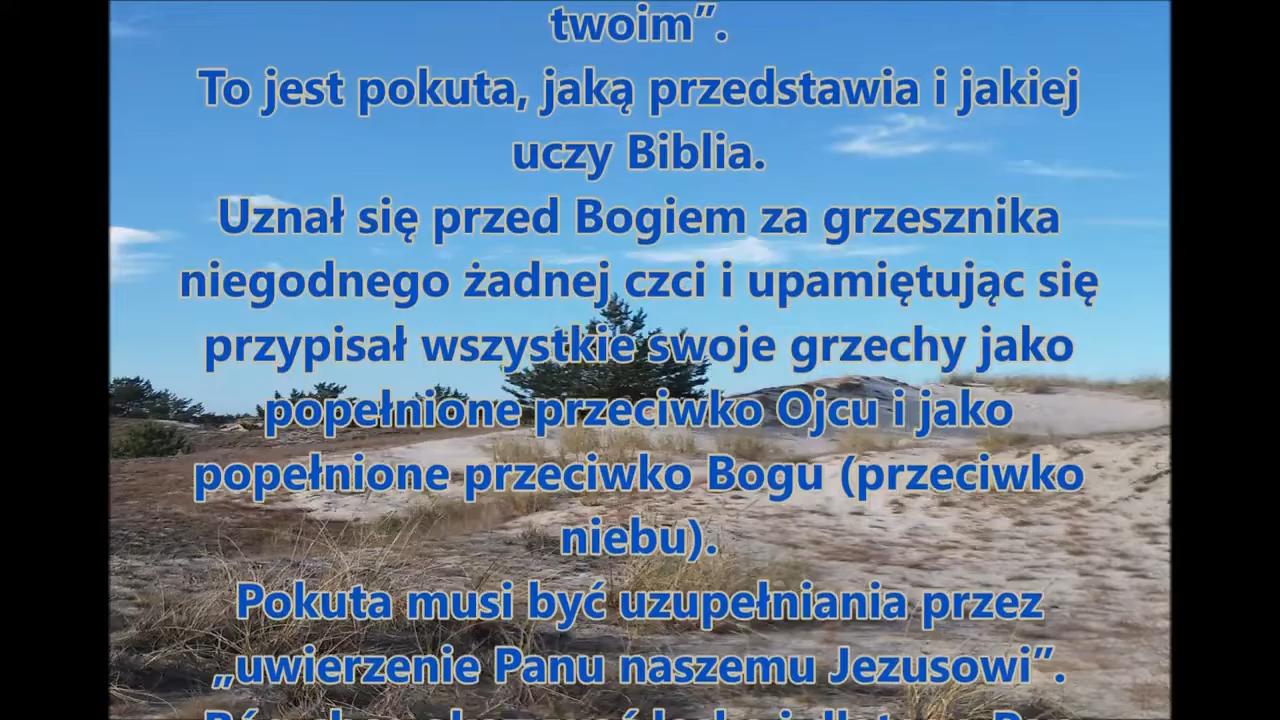 twoim”.
To jest pokuta, jaką przedstawia i jakiej
uczy Biblia.
Uznał się przed Bogiem za grzesznika
niegodnego żadnej czci i upamiętując się
przypisał wszystkie swoje grzechy jako
popełnione przeciwko Ojcu i jako
popełnione przeciwko Bogu (przeciwko
niebu).
Pokuta musi być uzupełniania przez
„uwierzenie Panu naszemu Jezusowi”.